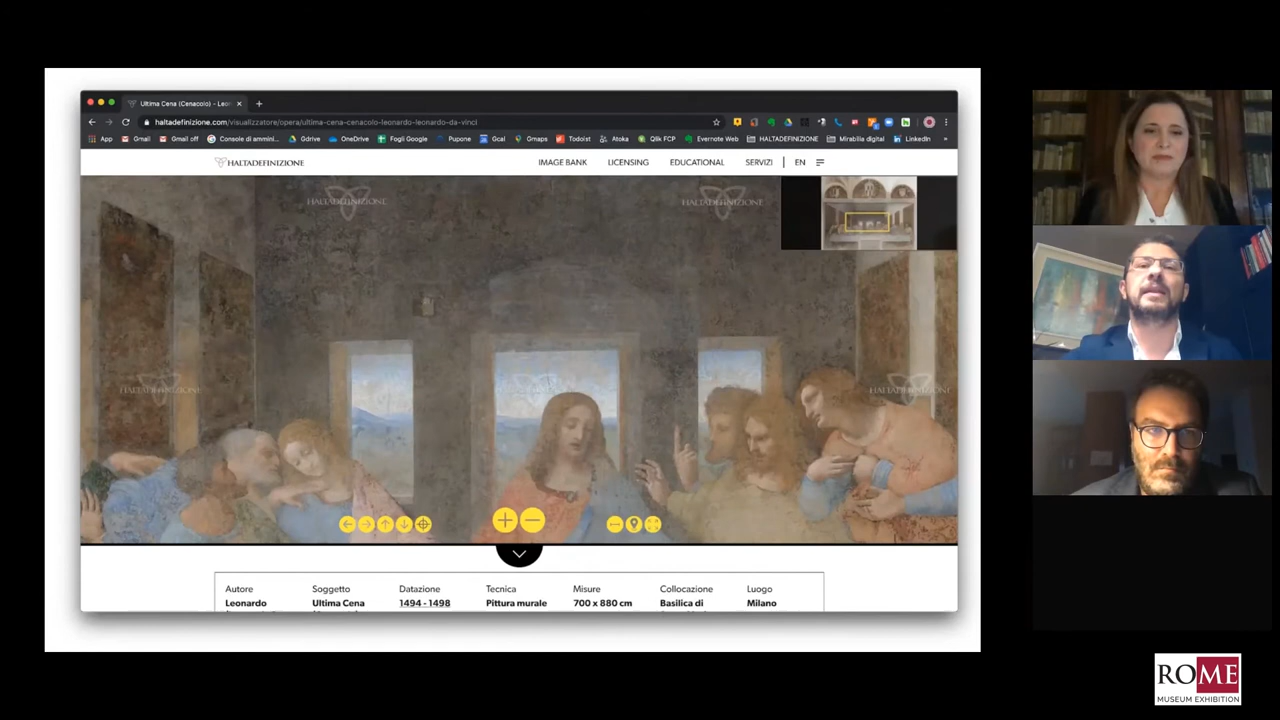 Ultima Cena (Cenacolo) - Leo
haltadefinizione.com/visualizzatore/opera/ultima-cena-cenacolo-leonardo-leonardo-da-vinci
App Gmail Gmail off Console di ammini... Gdrive OneDrive Fogli Google Pupone Gcal Gmaps Todoist Atoka Qlik FCP Evernote Web HALTADEFINIZIONE Mirabilia digital LinkedIn »
HALTADEFINIZIONE IMAGE BANK LICENSING EDUCATIONAL SERVIZI EN
HALTADEFINIZIONE HALTADEFINIZIONE
HALTADEFINIZIONE HALTADEFINIZIONE
Autore Soggetto Datazione Tecnica Misure Collocazione Luogo
Leonardo Ultima Cena 1494 - 1498 Pittura murale 700 x 880 cm Basilica di Milano
ROME
MUSEUM EXHIBITION